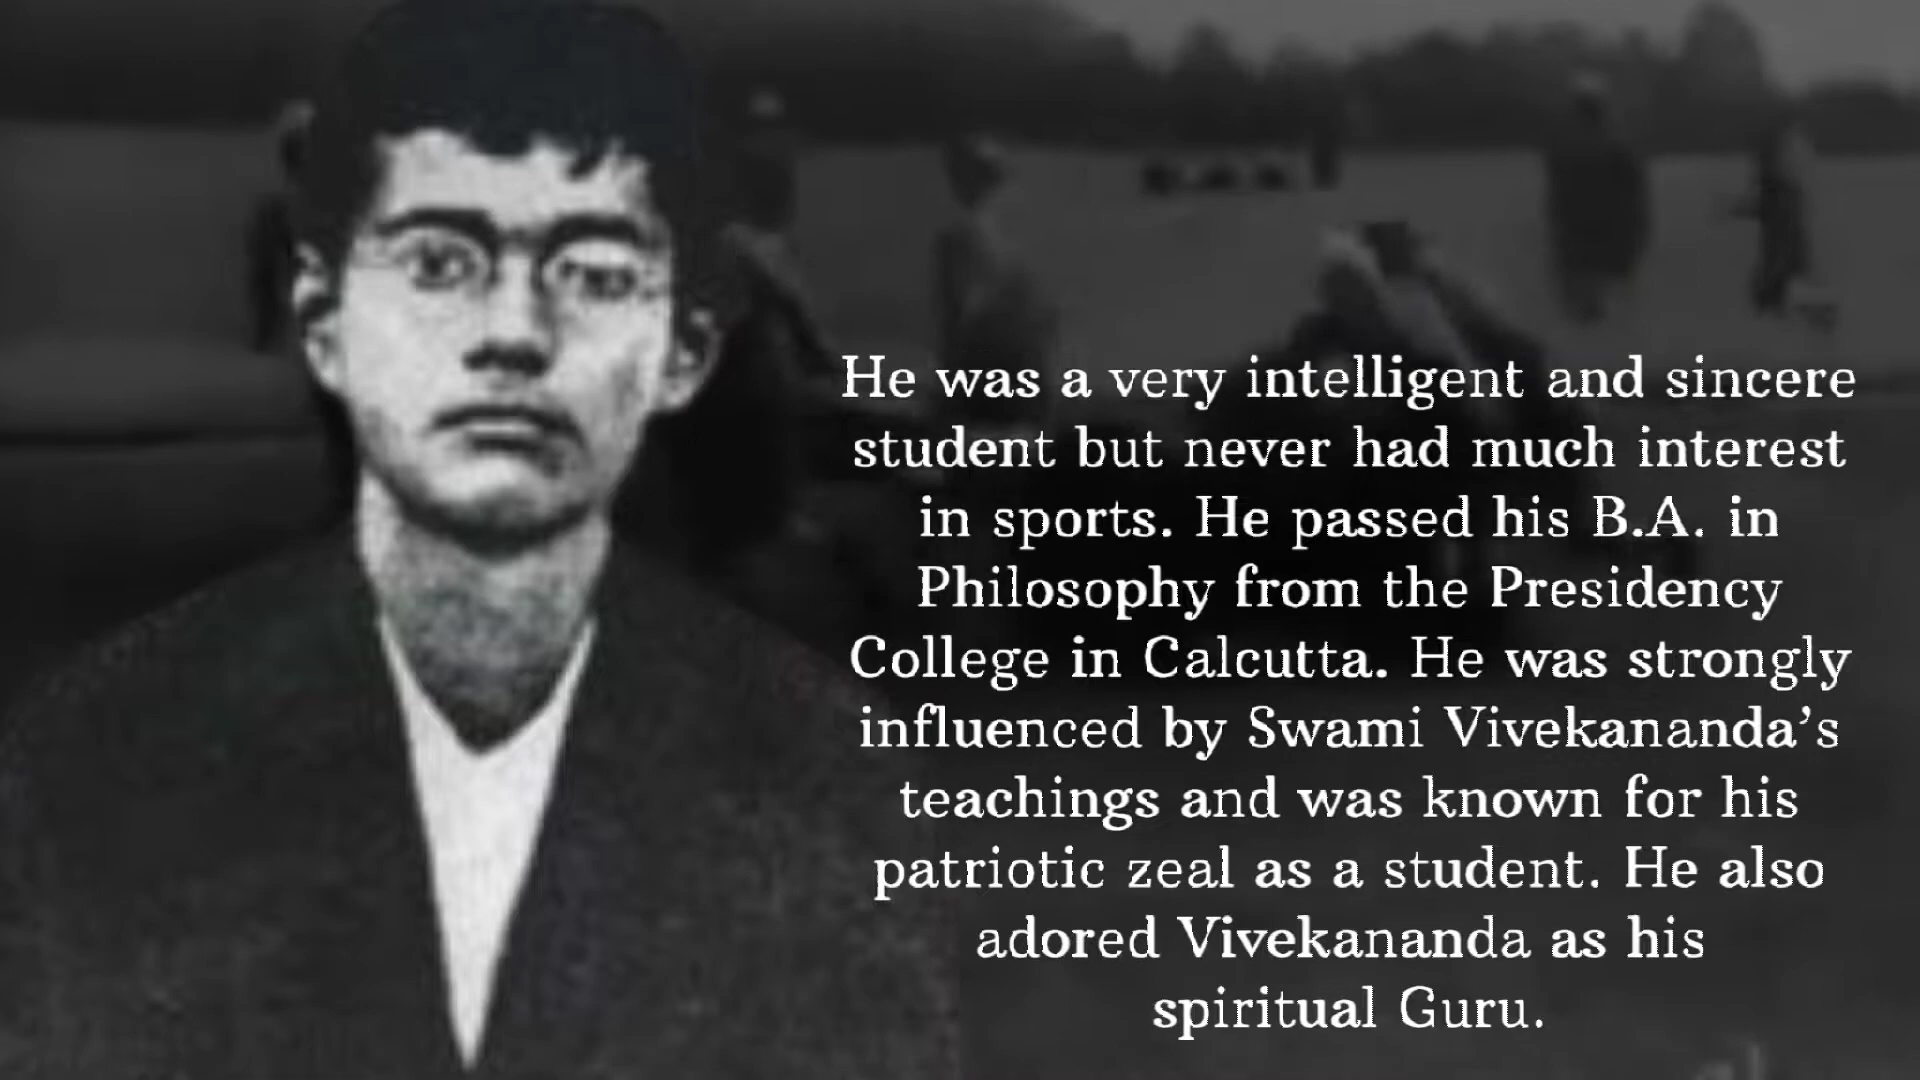 He was a very intelligent and sincere
student but never had much interest
in sports. He passed his B.A. in
Philosophy from the Presidency
College in Calcutta. He was strongly
influenced by Swami Vivekananda’s
teachings and was known for his
patriotic zeal as a student. He also
adored Vivekananda as his
spiritual Guru.